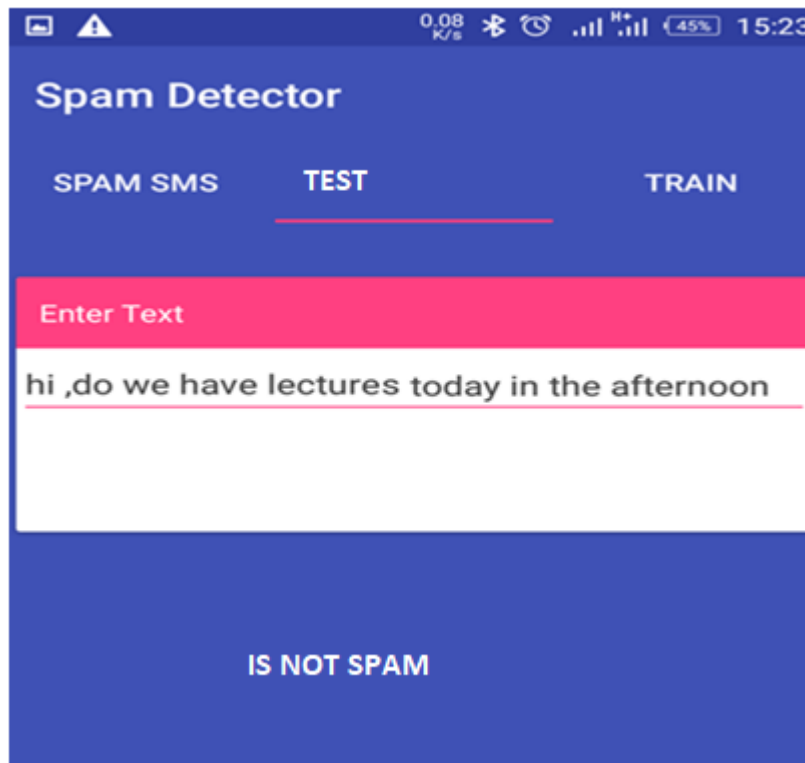 0.08 K/s H+ 45% 15:23
Spam Detector
SPAM SMS TEST TRAIN
Enter Text
hi ,do we have lectures today in the afternoon
IS NOT SPAM